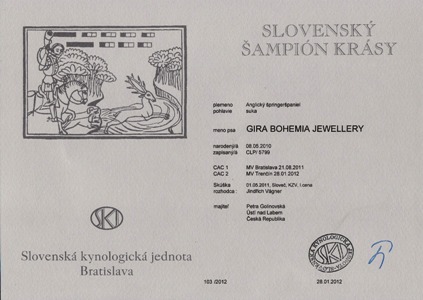 SLOVENSKÝ
ŠAMPIÓN KRÁSY
plemeno Anglický špringeršpaniel
pohlavie suka
meno psa GIRA BOHEMIA JEWELLERY
narodený/á 08.05.2010
zapísaný/á CLP/ 5799
CAC 1 MV Bratislava 21.08.2011
CAC 2 MV Trenčín 28.01.2012
Skúška 01.05.2011, Sloveč, KZV, I.cena
rozhodca : Jindřich Vágner
majiteľ Petra Golinovská
Ústí nad Labem
Česká Republika
SKJ
Slovenská kynologická jednota
Bratislava
103 /2012
28.01.2012
SKJ